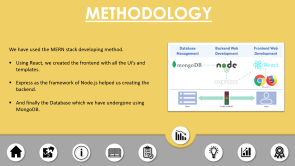 METHODOLOGY
We have used the MERN stack developing method.
Using React, we created the frontend with all the UI's and
templates.
Express as the framework of Node.js helped us creating the
backend.
And finally the Database which we have undergone using
MongoDB.
Database
Management
Backend Web
Development
Frontend Web
Development
mongoDB
node
React
express